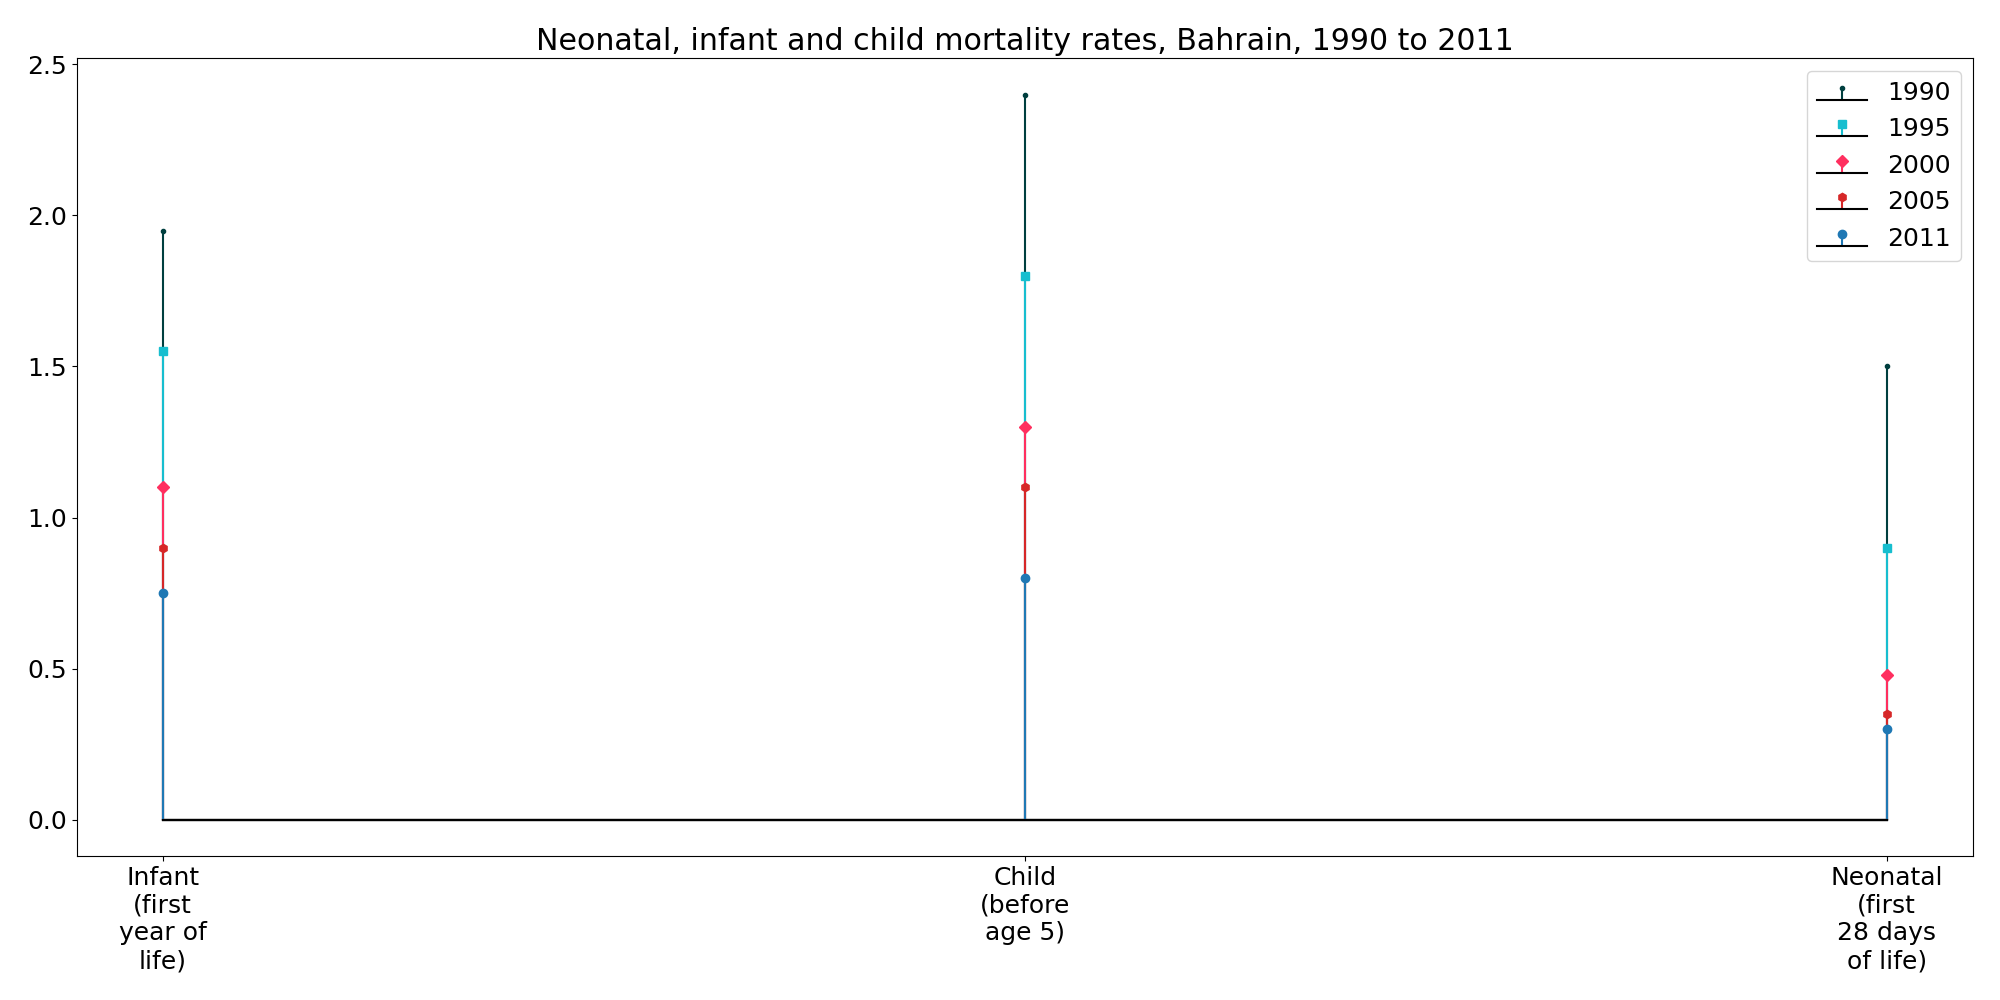 Neonatal, infant and child mortality rates, Bahrain, 1990 to 2011
2.5
2.0
1.5
1.0
0.5
0.0
1990
1995
2000
2005
2011
Infant
(first
year of
life)
Child
(before
age 5)
Neonatal
(first
28 days
of life)